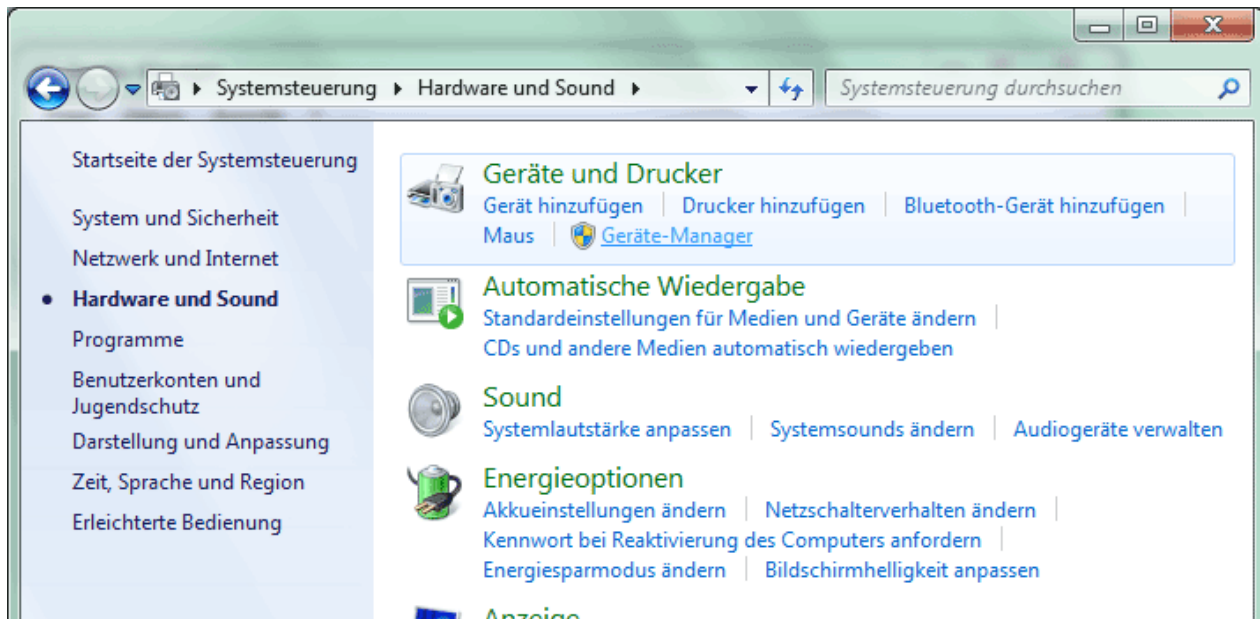 Systemsteuerung Hardware und Sound
Systemsteuerung durchsuchen
Startseite der Systemsteuerung
System und Sicherheit
Netzwerk und Internet
Hardware und Sound
Programme
Benutzerkonten und
Jugendschutz
Darstellung und Anpassung
Zeit, Sprache und Region
Erleichterte Bedienung
Geräte und Drucker
Gerät hinzufügen Drucker hinzufügen Bluetooth-Gerät hinzufügen
Maus Geräte-Manager
Automatische Wiedergabe
Standardeinstellungen für Medien und Geräte ändern
CDs und andere Medien automatisch wiedergeben
Sound
Systemlautstärke anpassen Systemsounds ändern Audiogeräte verwalten
Energieoptionen
Akkueinstellungen ändern Netzschalterverhalten ändern
Kennwort bei Reaktivierung des Computers anfordern
Energiesparmodus ändern Bildschirmhelligkeit anpassen
Anzeige